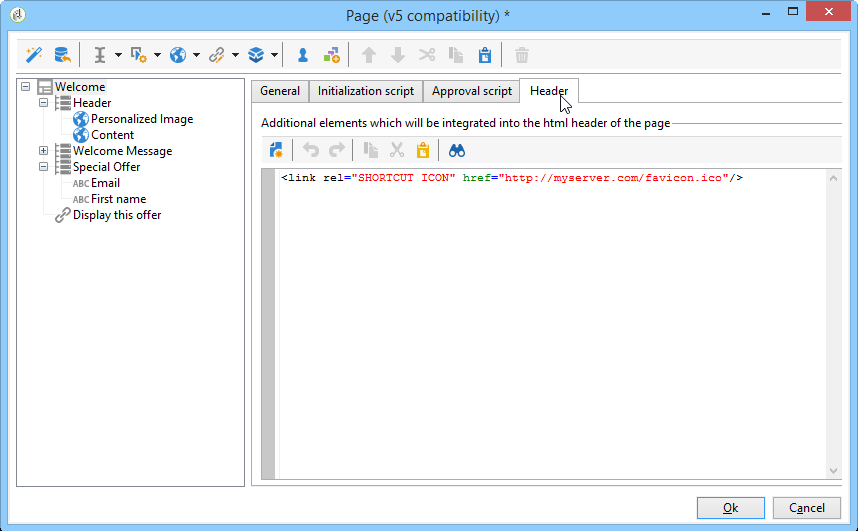 Page (v5 compatibility) *
Welcome
Header
Personalized Image
Content
Welcome Message
Special Offer
ABC Email
ABC First name
Display this offer
General Initialization script Approval script Header
Additional elements which will be integrated into the html header of the page
<link rel="SHORTCUT ICON" href="http://myserver.com/favicon.ico"/>
Ok Cancel